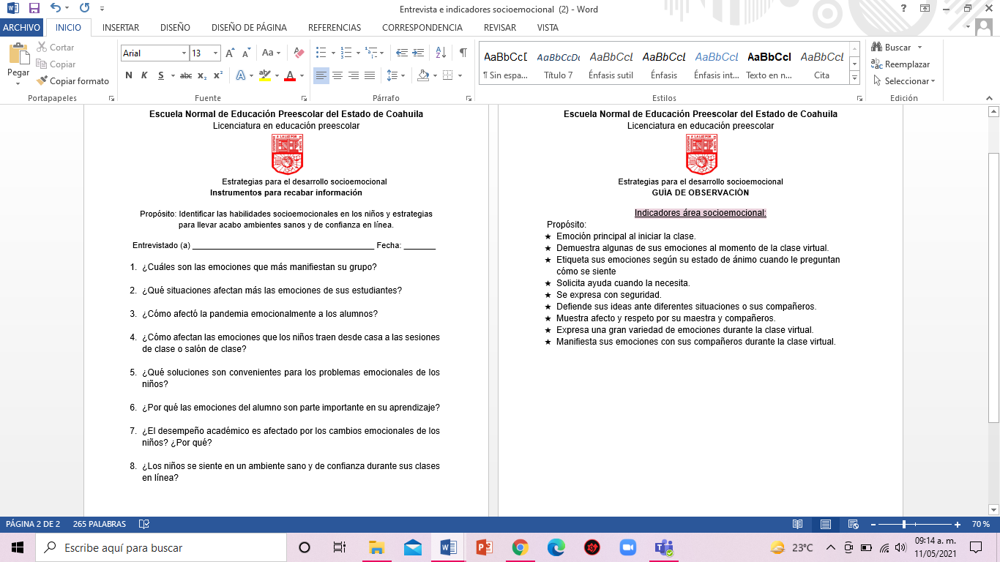 Entrevista e indicadores socioemocional (2) - Word
ARCHIVO INICIO INSERTAR DISEÑO DISEÑO DE PÁGINA REFERENCIAS CORRESPONDENCIA REVISAR VISTA
Pegar
Cortar
Copiar
Copiar formato
Portapapeles
Arial 13
N K S abc x₂ x²
Fuente
Párrafo
AaBbCcD AaBbCcDc AaBbCcL AaBbCcL AaBbCcL AaBbCcl AaBbCcL
¶ Sin espa... Título 7 Énfasis sutil Énfasis Énfasis int... Texto en n... Cita
Estilos
Buscar
Reemplazar
Seleccionar
Edición
Escuela Normal de Educación Preescolar del Estado de Coahuila
Licenciatura en educación preescolar
Estrategias para el desarrollo socioemocional
Instrumentos para recabar información
Propósito: Identificar las habilidades socioemocionales en los niños y estrategias
para llevar acabo ambientes sanos y de confianza en línea.
Entrevistado (a) ______________________________________ Fecha: _______
1. ¿Cuáles son las emociones que más manifiestan su grupo?
2. ¿Qué situaciones afectan más las emociones de sus estudiantes?
3. ¿Cómo afectó la pandemia emocionalmente a los alumnos?
4. ¿Cómo afectan las emociones que los niños traen desde casa a las sesiones
de clase o salón de clase?
5. ¿Qué soluciones son convenientes para los problemas emocionales de los
niños?
6. ¿Por qué las emociones del alumno son parte importante en su aprendizaje?
7. ¿El desempeño académico es afectado por los cambios emocionales de los
niños? ¿Por qué?
8. ¿Los niños se siente en un ambiente sano y de confianza durante sus clases
en línea?
Escuela Normal de Educación Preescolar del Estado de Coahuila
Licenciatura en educación preescolar
Estrategias para el desarrollo socioemocional
GUÍA DE OBSERVACIÓN
Indicadores área socioemocional:
Propósito:
★ Emoción principal al iniciar la clase.
★ Demuestra algunas de sus emociones al momento de la clase virtual.
★ Etiqueta sus emociones según su estado de ánimo cuando le preguntan
cómo se siente
★ Solicita ayuda cuando la necesita.
★ Se expresa con seguridad.
★ Defiende sus ideas ante diferentes situaciones o sus compañeros.
★ Muestra afecto y respeto por su maestra y compañeros.
★ Expresa una gran variedad de emociones durante la clase virtual.
★ Manifiesta sus emociones con sus compañeros durante la clase virtual.
PÁGINA 2 DE 2 265 PALABRAS
70 %
Escribe aquí para buscar
23°C
09:14 a. m.
11/05/2021